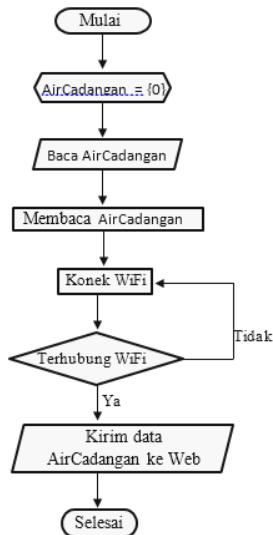 Mulai
AirCadangan = {0}
Baca AirCadangan
Membaca AirCadangan
Konek WiFi
Tidak
Terhubung WiFi
Ya
Kirim data
AirCadangan ke Web
Selesai